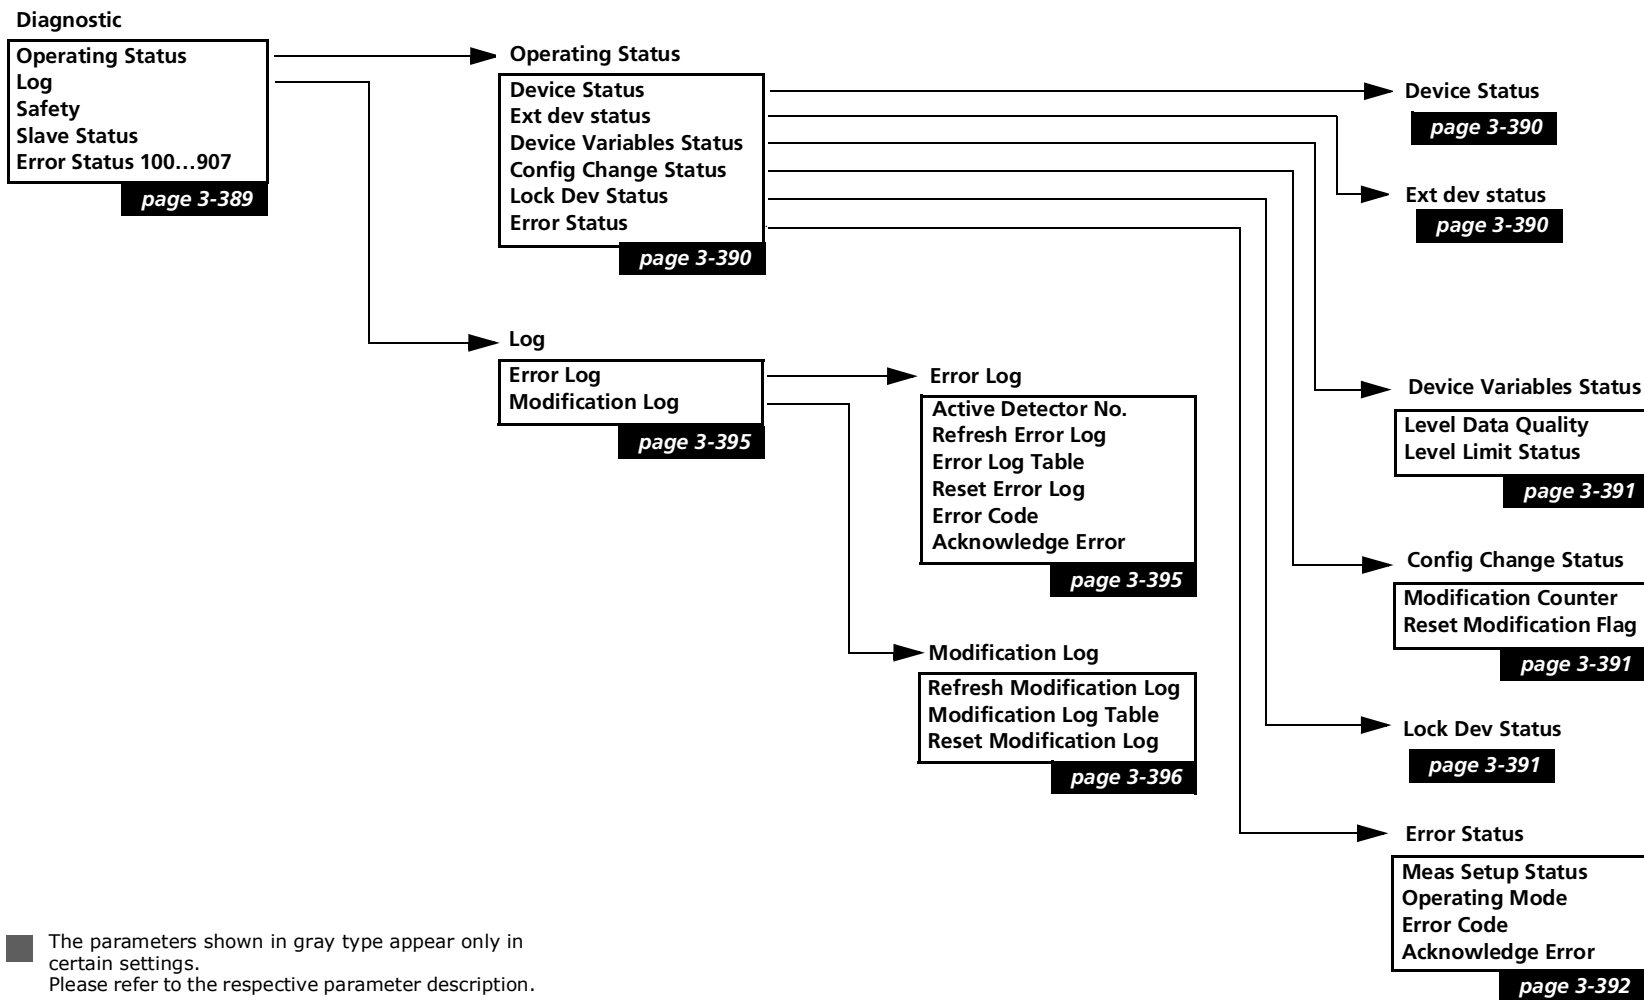 Diagnostic
Operating Status
Log
Safety
Slave Status
Error Status 100...907
page 3-389
Operating Status
Device Status
Ext dev status
Device Variables Status
Config Change Status
Lock Dev Status
Error Status
page 3-390
Log
Error Log
Modification Log
page 3-395
Error Log
Active Detector No.
Refresh Error Log
Error Log Table
Reset Error Log
Error Code
Acknowledge Error
page 3-395
Modification Log
Refresh Modification Log
Modification Log Table
Reset Modification Log
page 3-396
Device Status
page 3-390
Ext dev status
page 3-390
Device Variables Status
Level Data Quality
Level Limit Status
page 3-391
Config Change Status
Modification Counter
Reset Modification Flag
page 3-391
Lock Dev Status
page 3-391
Error Status
Meas Setup Status
Operating Mode
Error Code
Acknowledge Error
page 3-392
The parameters shown in gray type appear only in
certain settings.
Please refer to the respective parameter description.